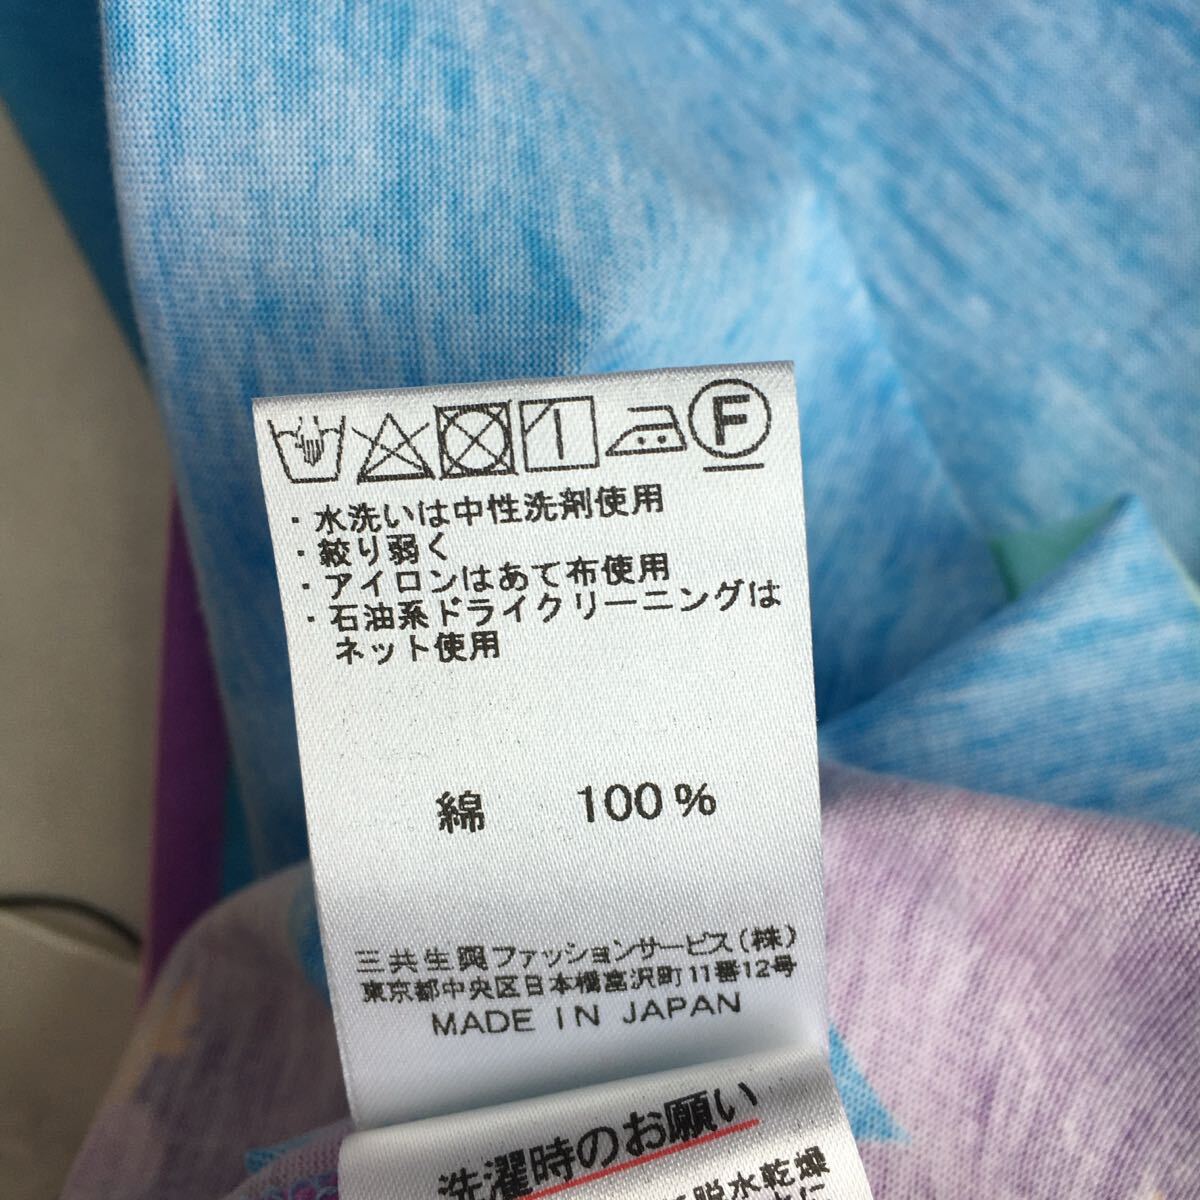 F
・水洗いは中性洗剤使用
・絞り弱く
・アイロンはあて布使用
・石油系ドライクリーニングは
ネット使用
綿 100%
三共生興ファッションサービス(株)
東京都中央区日本橋富沢町11番12号
MADE IN JAPAN
洗濯時のお願い
脱水乾燥